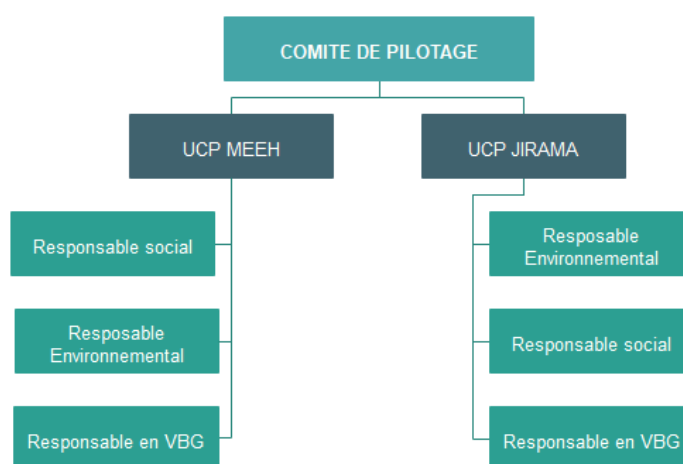 COMITE DE PILOTAGE
UCP MEEH
UCP JIRAMA
Responsable social
Resposable
Environnemental
Responsable en VBG
Resposable
Environnemental
Responsable social
Responsable en VBG